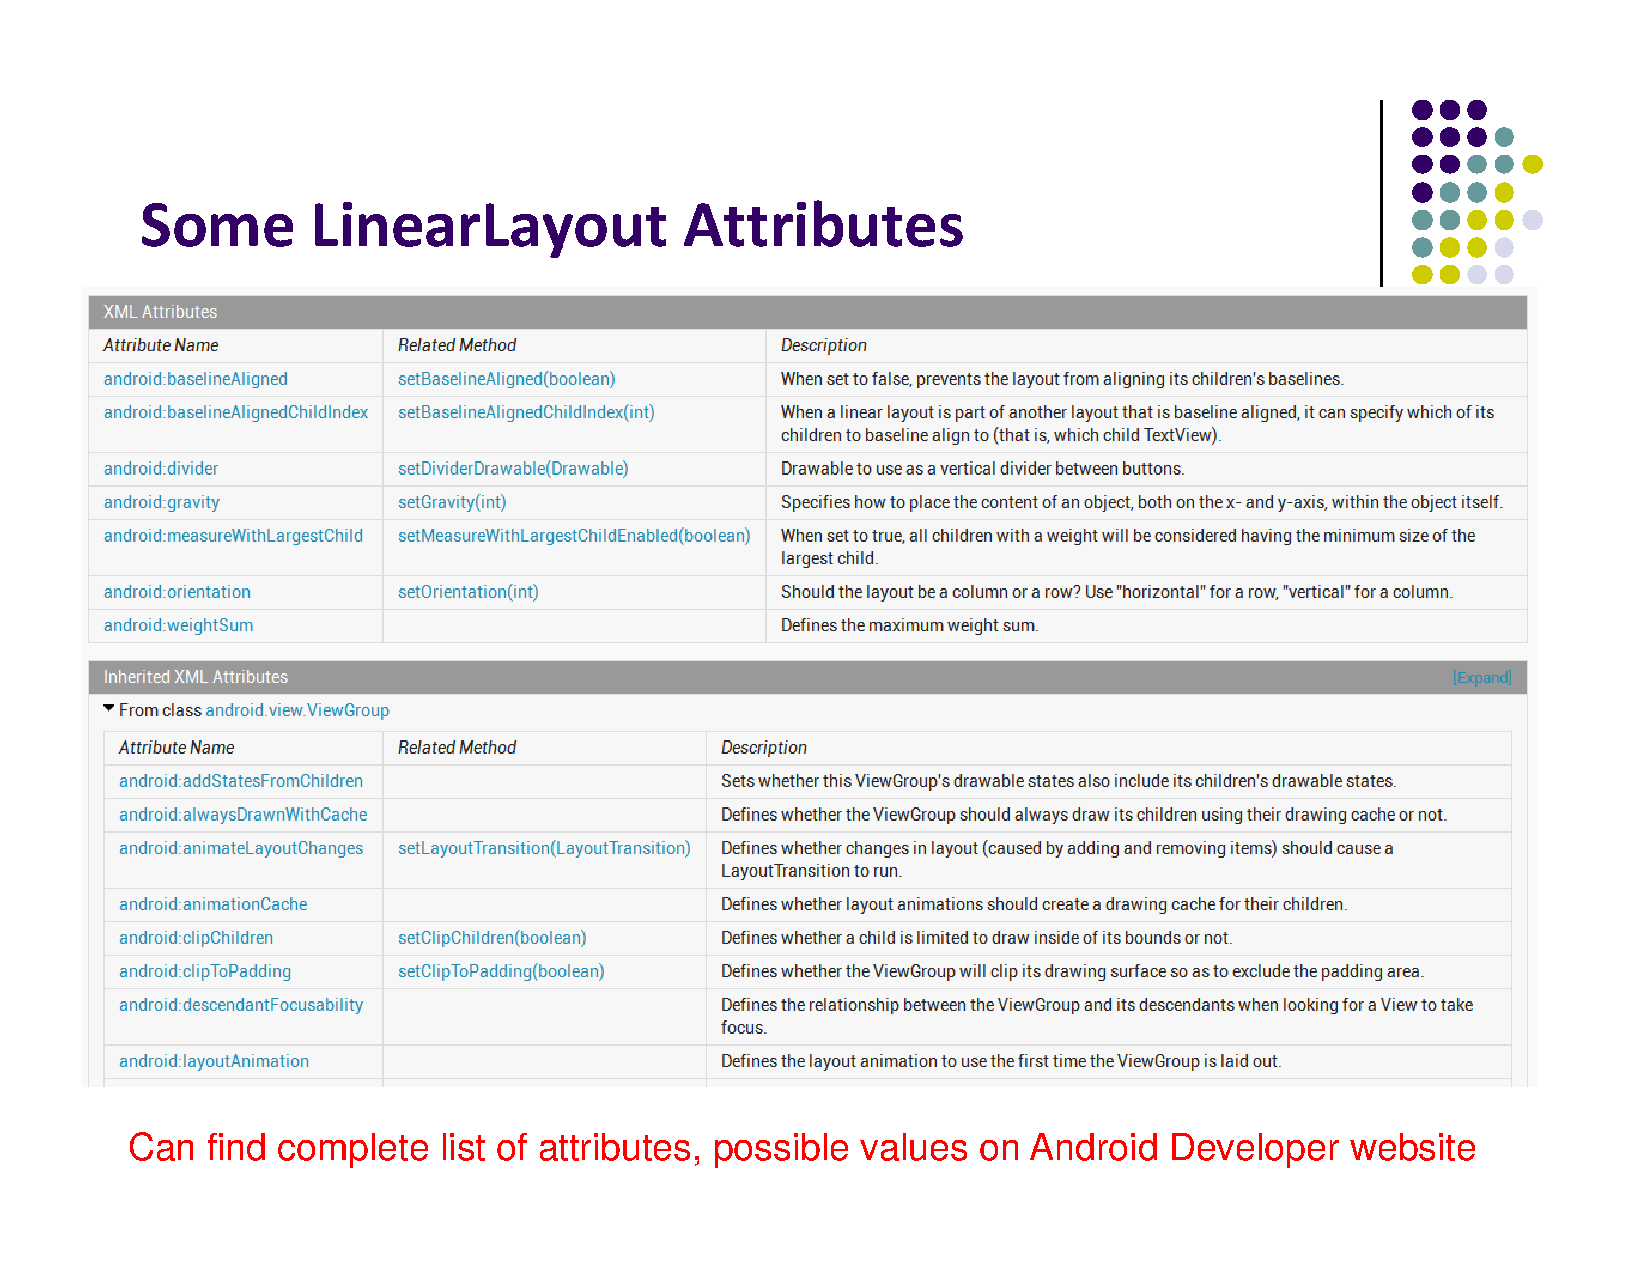 Some LinearLayout Attributes
XML Attributes
Attribute Name Related Method Description
android:baselineAligned setBaselineAligned(boolean) When set to false, prevents the layout from aligning its children's baselines.
android:baselineAlignedChildIndex setBaselineAlignedChildIndex(int) When a linear layout is part of another layout that is baseline aligned, it can specify which of its
children to baseline align to (that is, which child TextView).
android:divider setDividerDrawable(Drawable) Drawable to use as a vertical divider between buttons.
android:gravity setGravity(int) Specifies how to place the content of an object, both on the x- and y-axis, within the object itself.
android:measureWithLargestChild setMeasureWithLargestChildEnabled(boolean) When set to true, all children with a weight will be considered having the minimum size of the
largest child.
android:orientation setOrientation(int) Should the layout be a column or a row? Use "horizontal" for a row, "vertical" for a column.
android:weightSum Defines the maximum weight sum.
Inherited XML Attributes [Expand]
From class android.view.ViewGroup
Attribute Name Related Method Description
android:addStatesFromChildren Sets whether this ViewGroup's drawable states also include its children's drawable states.
android:alwaysDrawnWithCache Defines whether the ViewGroup should always draw its children using their drawing cache or not.
android:animateLayoutChanges setLayoutTransition(LayoutTransition) Defines whether changes in layout (caused by adding and removing items) should cause a
LayoutTransition to run.
android:animationCache Defines whether layout animations should create a drawing cache for their children.
android:clipChildren setClipChildren(boolean) Defines whether a child is limited to draw inside of its bounds or not.
android:clipToPadding setClipToPadding(boolean) Defines whether the ViewGroup will clip its drawing surface so as to exclude the padding area.
android:descendantFocusability Defines the relationship between the ViewGroup and its descendants when looking for a View to take
focus.
android:layoutAnimation Defines the layout animation to use the first time the ViewGroup is laid out.
Can find complete list of attributes, possible values on Android Developer website